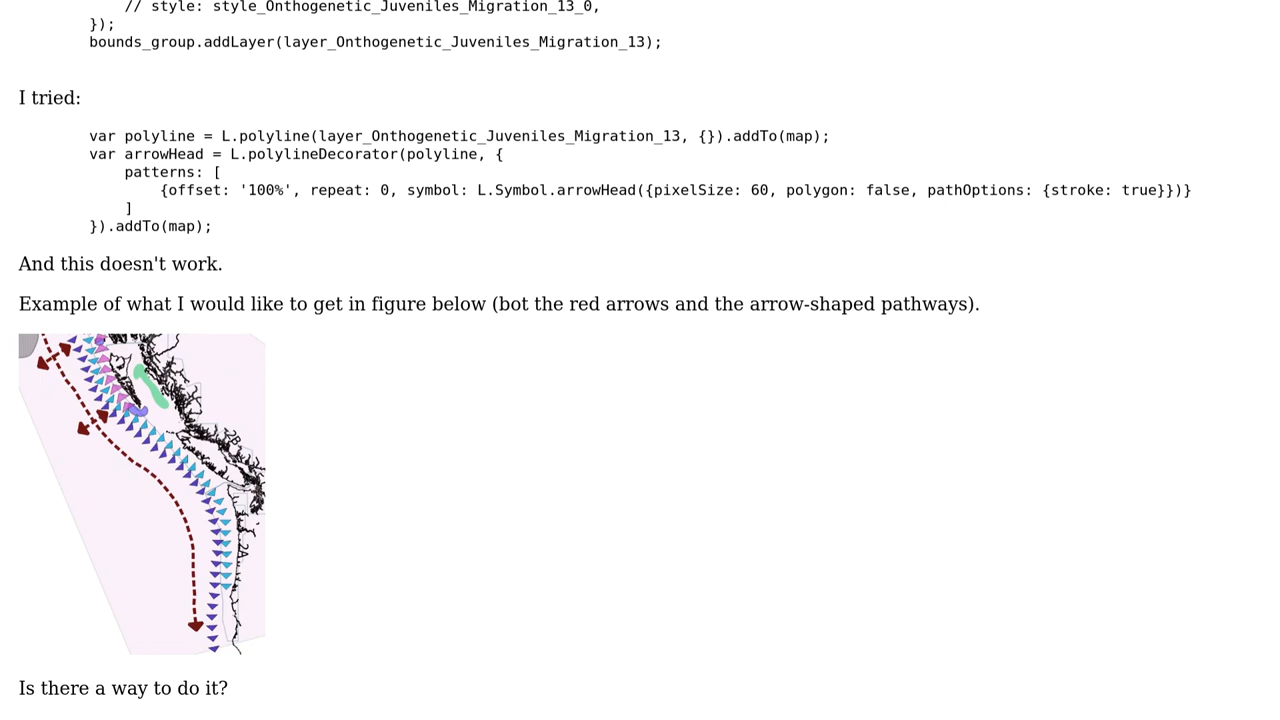 // style: style_Onthogenetic_Juveniles_Migration_13_0,
});
bounds_group.addLayer(layer_Onthogenetic_Juveniles_Migration_13);
I tried:
var polyline = L.polyline(layer_Onthogenetic_Juveniles_Migration_13, {}).addTo(map);
var arrowHead = L.polylineDecorator(polyline, {
patterns: [
{offset: '100%', repeat: 0, symbol: L.Symbol.arrowHead({pixelSize: 60, polygon: false, pathOptions: {stroke: true}})}
]
}).addTo(map);
And this doesn't work.
Example of what I would like to get in figure below (bot the red arrows and the arrow-shaped pathways).
2B
2A
Is there a way to do it?